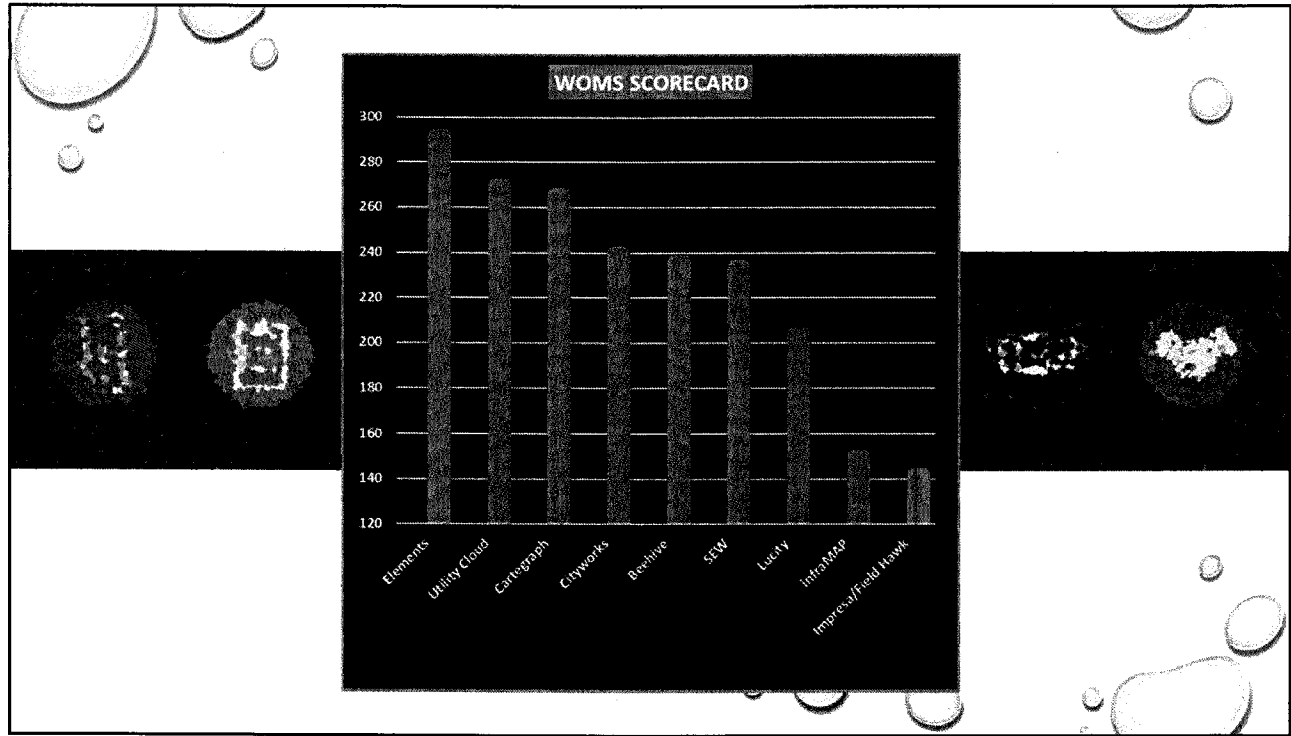 WOMS SCORECARD
300
280
260
240
220
200
180
160
140
120
Elements
Utility Cloud
Cartegraph
Cityworks
Beehive
SEW
Lucity
infraMAP
Impresa/Field Hawk